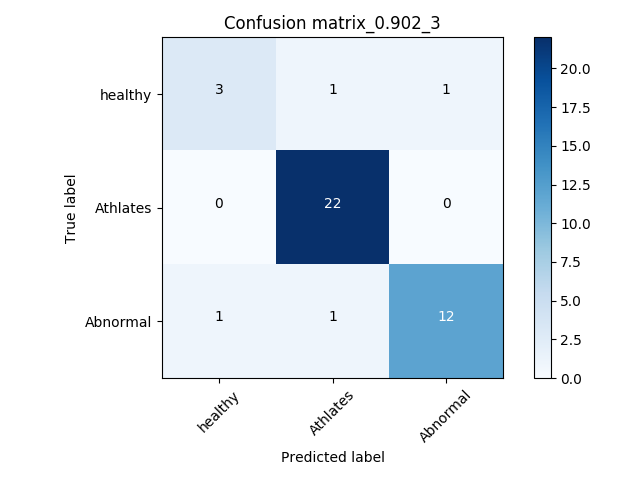 Confusion matrix_0.902_3
healthy 3 1 1
Athlates 0 22 0
Abnormal 1 1 12
healthy Athlates Abnormal
True label
Predicted label
20.0
17.5
15.0
12.5
10.0
7.5
5.0
2.5
0.0